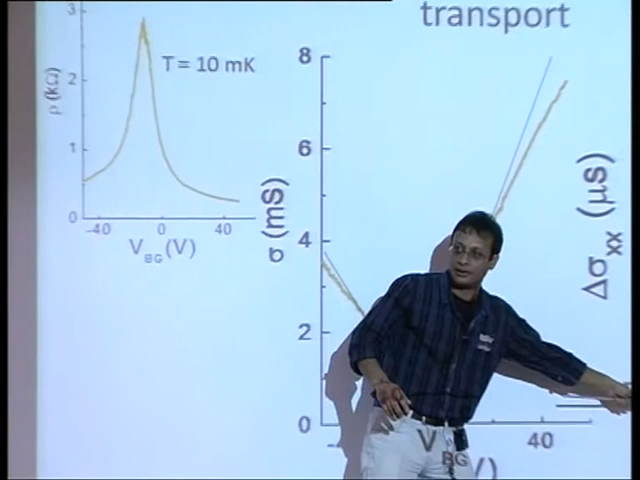 transport
3
2
1
0
ρ (kΩ)
T = 10 mK
-40
0
40
V_BG (V)
8
6
4
2
0
σ (mS)
40
V_BG (V)
Δσ_xx (μS)